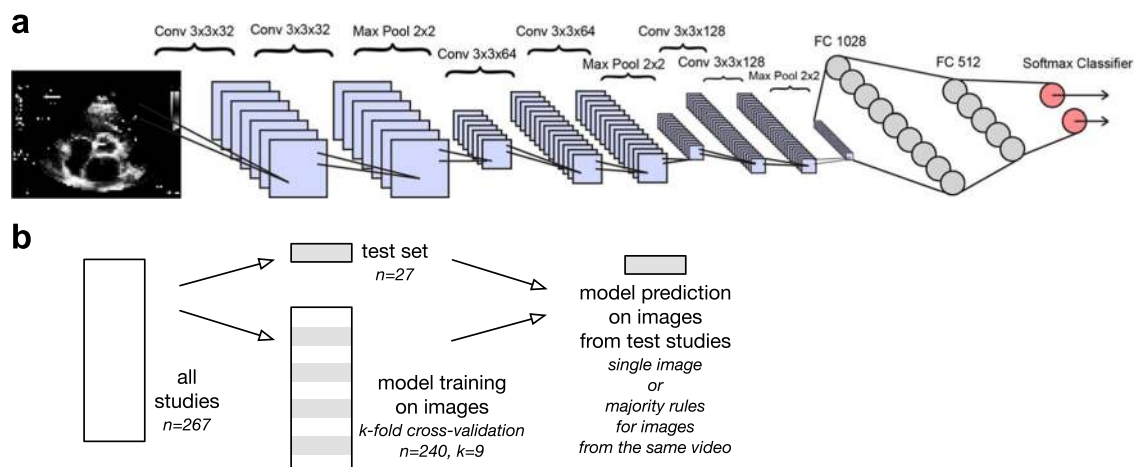 a
Conv 3x3x32
Conv 3x3x32
Max Pool 2x2
Conv 3x3x64
Conv 3x3x64
Max Pool 2x2
Conv 3x3x128
Conv 3x3x128
Max Pool 2x2
FC 1028
FC 512
Softmax Classifier
b
all
studies
n=267
test set
n=27
model training
on images
k-fold cross-validation
n=240, k=9
model prediction
on images
from test studies
single image
or
majority rules
for images
from the same video